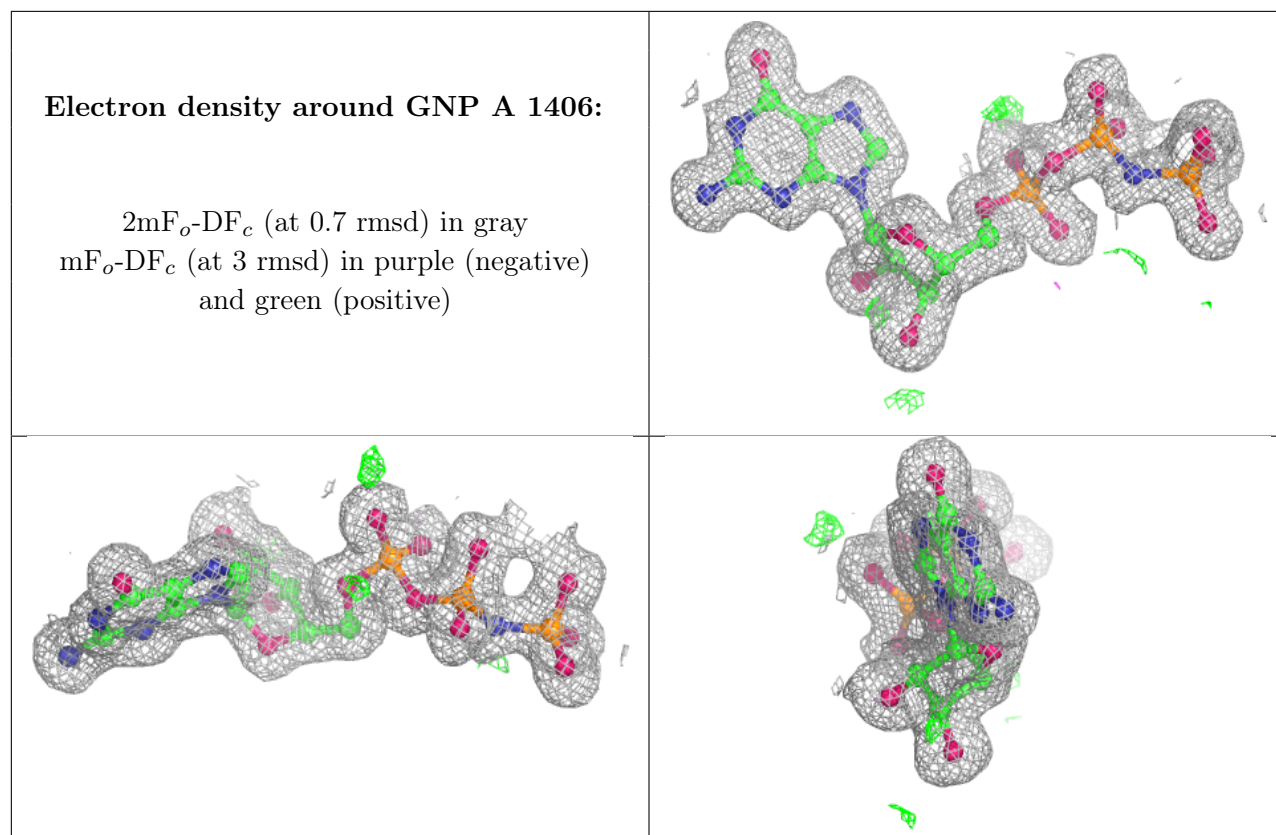 Electron density around GNP A 1406:
2mFₒ-DF𝒸 (at 0.7 rmsd) in gray
mFₒ-DF𝒸 (at 3 rmsd) in purple (negative)
and green (positive)